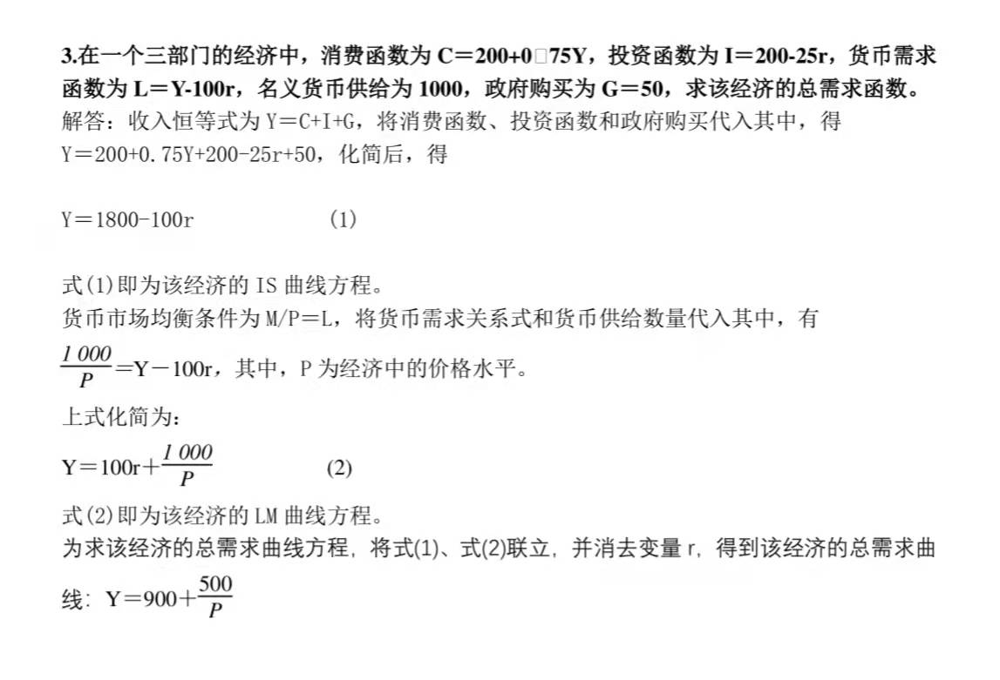 3.在一个三部门的经济中，消费函数为 C＝200+0□75Y，投资函数为 I＝200-25r，货币需求
函数为 L＝Y-100r，名义货币供给为 1000，政府购买为 G＝50，求该经济的总需求函数。
解答：收入恒等式为 Y＝C+I+G，将消费函数、投资函数和政府购买代入其中，得
Y＝200+0.75Y+200-25r+50，化简后，得
Y＝1800-100r (1)
式(1)即为该经济的 IS 曲线方程。
货币市场均衡条件为 M/P＝L，将货币需求关系式和货币供给数量代入其中，有
1 000/P＝Y－100r，其中，P 为经济中的价格水平。
上式化简为：
Y＝100r＋1 000/P (2)
式(2)即为该经济的 LM 曲线方程。
为求该经济的总需求曲线方程，将式(1)、式(2)联立，并消去变量 r，得到该经济的总需求曲
线：Y＝900＋500/P